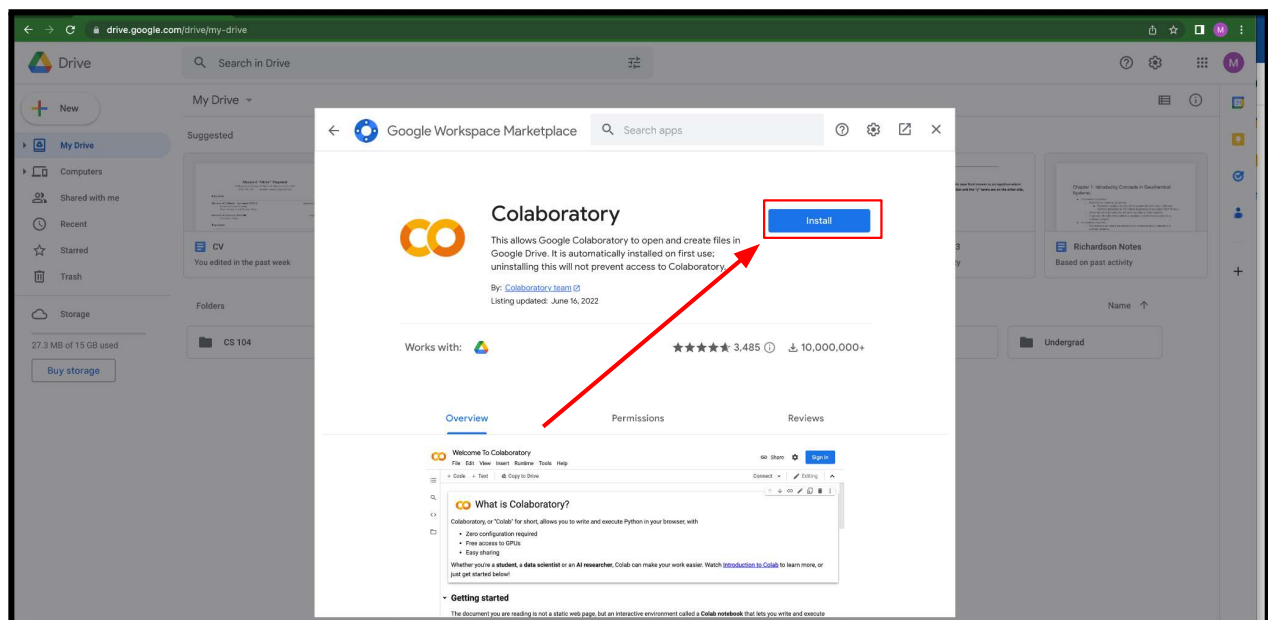 drive.google.com/drive/my-drive
M
Drive
Search in Drive
M
New
My Drive
Suggested
My Drive
Computers
Shared with me
Recent
Starred
Trash
Storage
27.3 MB of 15 GB used
Buy storage
CV
You edited in the past week
3
Chapter 1: Introducing Concepts in Geochemical
Systems
Richardson Notes
Based on past activity
Folders
Name
CS 104
Undergrad
Google Workspace Marketplace
Search apps
Colaboratory
Install
This allows Google Colaboratory to open and create files in
Google Drive. It is automatically installed on first use;
uninstalling this will not prevent access to Colaboratory.
By: Colaboratory team
Listing updated: June 16, 2022
Works with:
3,485
10,000,000+
Overview
Permissions
Reviews
Welcome To Colaboratory
File Edit View Insert Runtime Tools Help
Share
Sign in
+ Code + Text Copy to Drive
Connect
Editing
What is Colaboratory?
Colaboratory, or "Colab" for short, allows you to write and execute Python in your browser, with
• Zero configuration required
• Free access to GPUs
• Easy sharing
Whether you're a student, a data scientist or an AI researcher, Colab can make your work easier. Watch Introduction to Colab to learn more, or
just get started below!
Getting started
The document you are reading is not a static web page, but an interactive environment called a Colab notebook that lets you write and execute